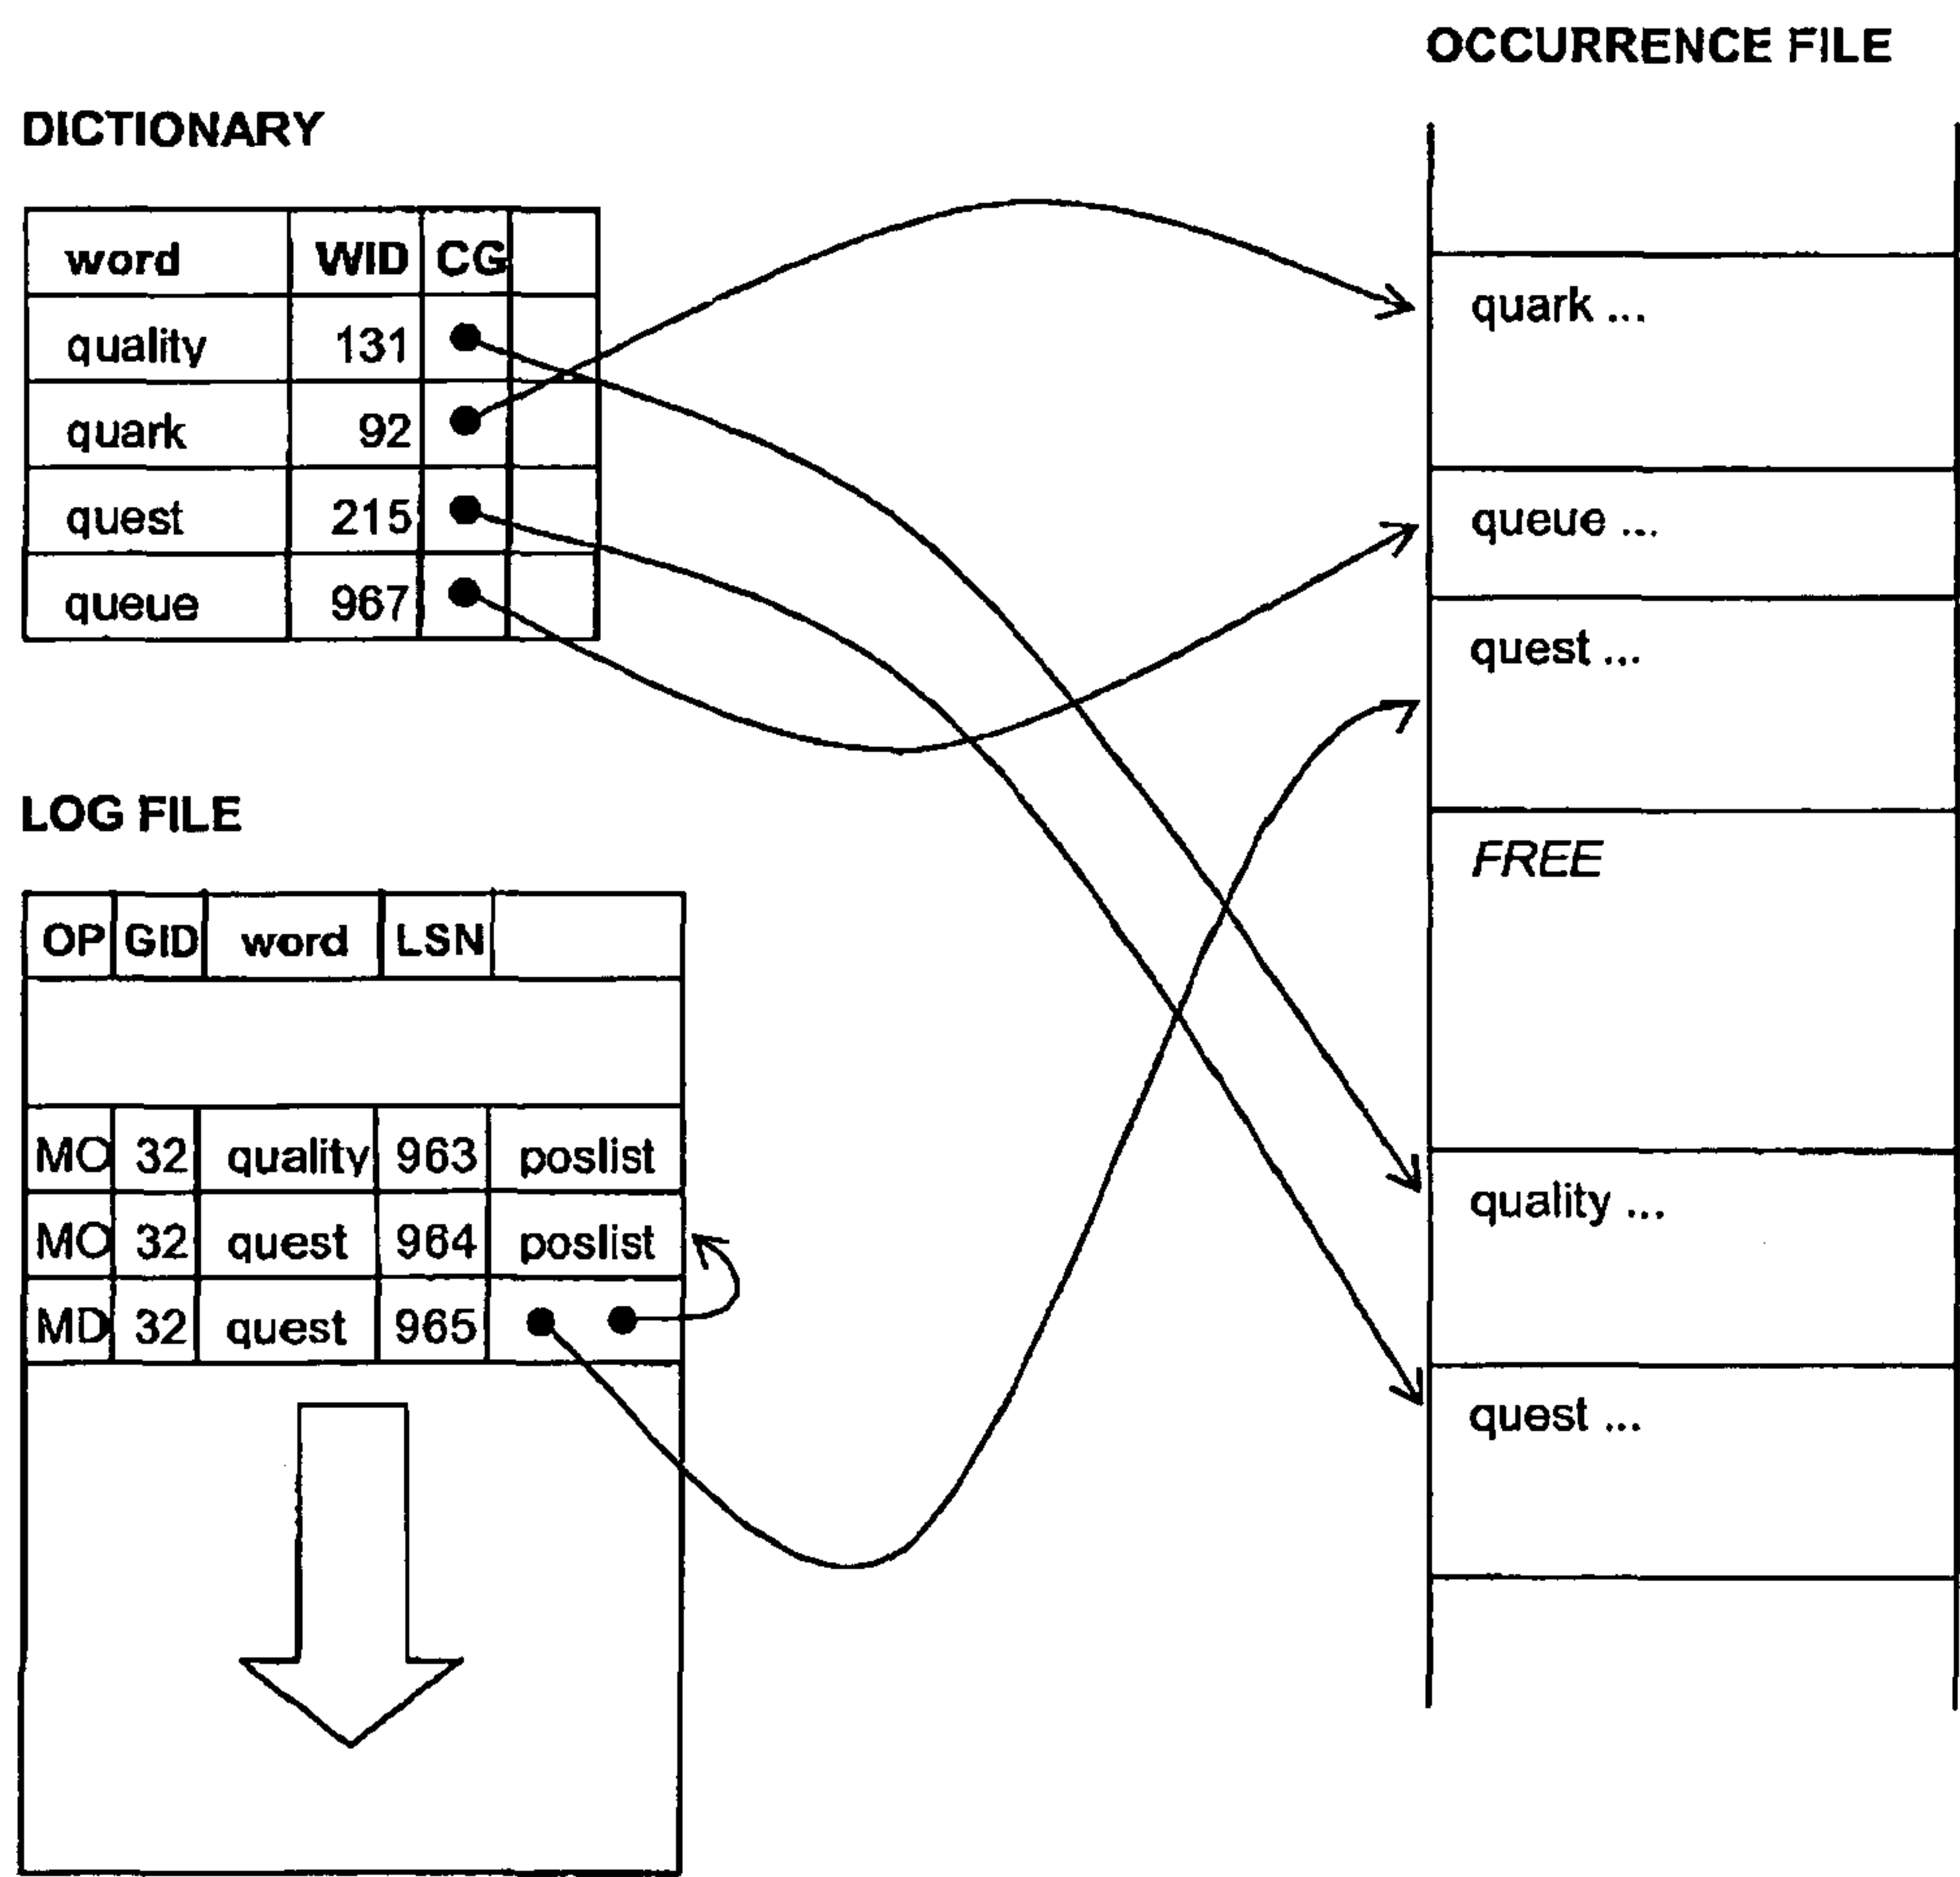 DICTIONARY
word WID CG
quality 131
quark 92
quest 215
queue 967
LOG FILE
OP GID word LSN
MO 32 quality 963 poslist
MO 32 quest 964 poslist
MD 32 quest 965
OCCURRENCE FILE
quark ...
queue ...
quest ...
FREE
quality ...
quest ...